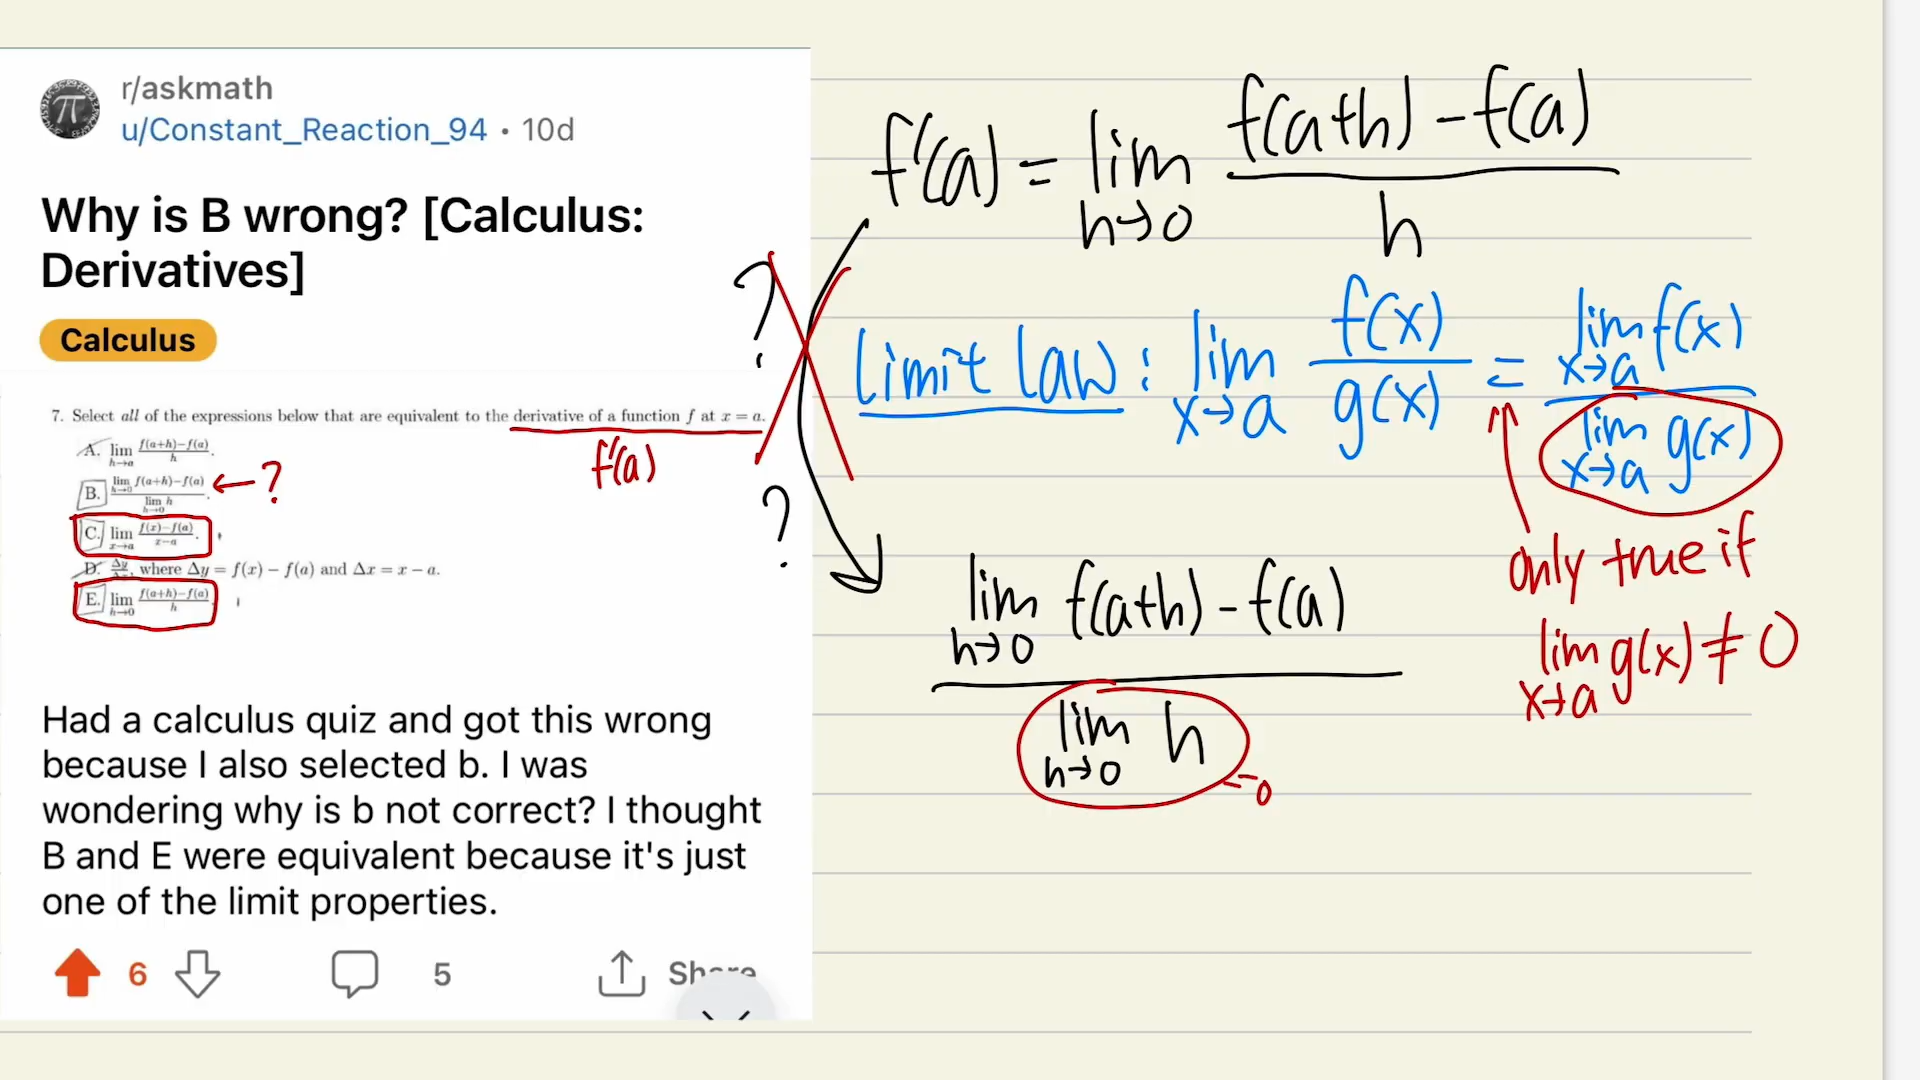 r/askmath
u/Constant_Reaction_94 • 10d
Why is B wrong? [Calculus:
Derivatives]
Calculus
7. Select all of the expressions below that are equivalent to the derivative of a function f at x = a.
f'(a)
A. lim h→a f(a+h)−f(a) / h.
B. lim h→0 f(a+h)−f(a) / lim h→0 h. ←?
C. lim x→a f(x)−f(a) / x−a.
D. Δy/Δx, where Δy = f(x) − f(a) and Δx = x − a.
E. lim h→0 f(a+h)−f(a) / h
Had a calculus quiz and got this wrong
because I also selected b. I was
wondering why is b not correct? I thought
B and E were equivalent because it's just
one of the limit properties.
6 5 Share
f'(a) = lim h→0 f(a+h) - f(a) / h
?
limit law : lim x→a f(x) / g(x) = lim x→a f(x) / lim x→a g(x)
?
only true if
lim x→a g(x) ≠ 0
lim h→0 f(a+h) - f(a)
lim h→0 h = 0